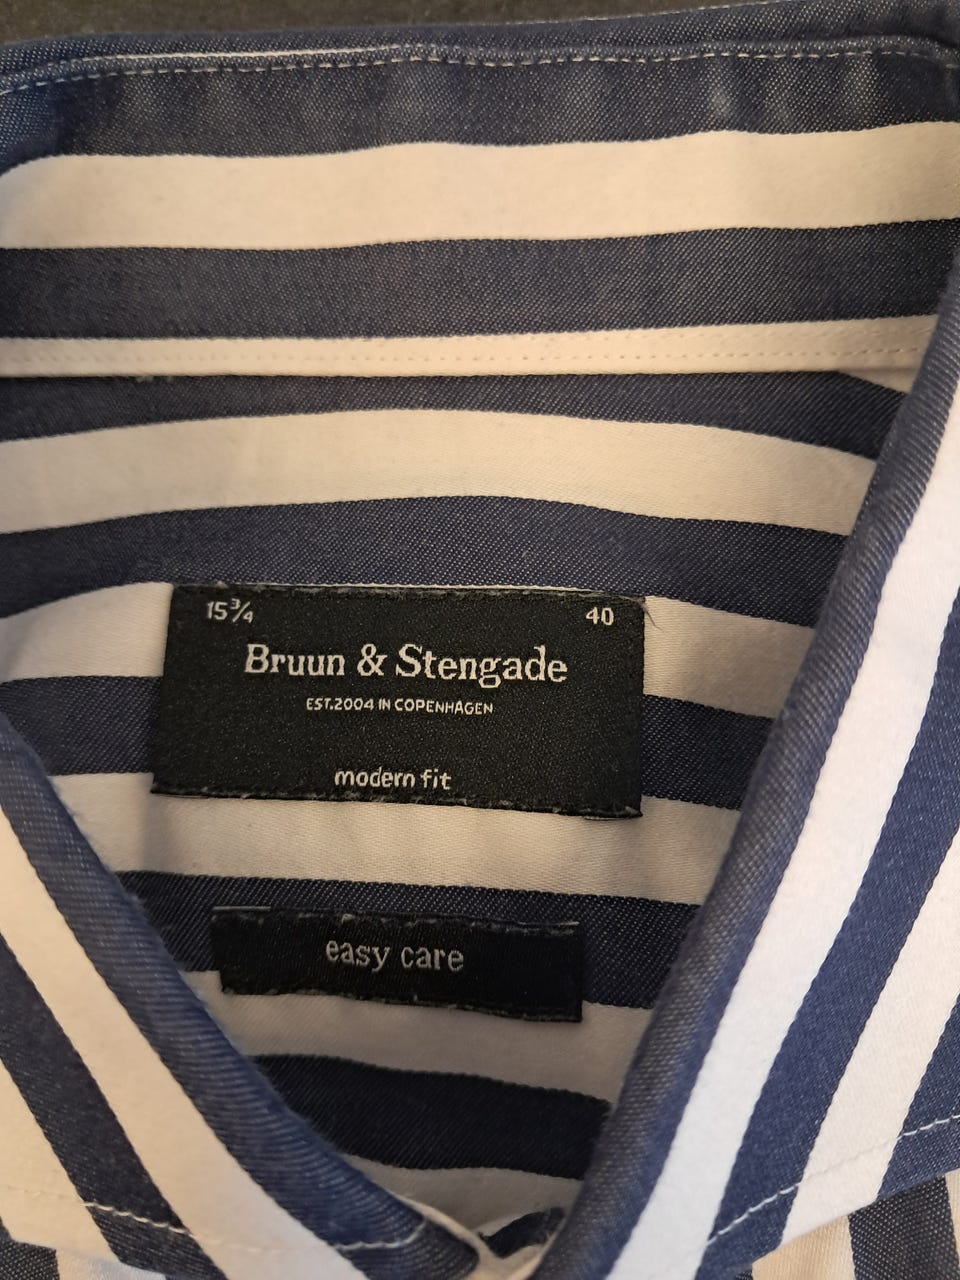 15¾ 40
Bruun & Stengade
EST.2004 IN COPENHAGEN
modern fit
easy care